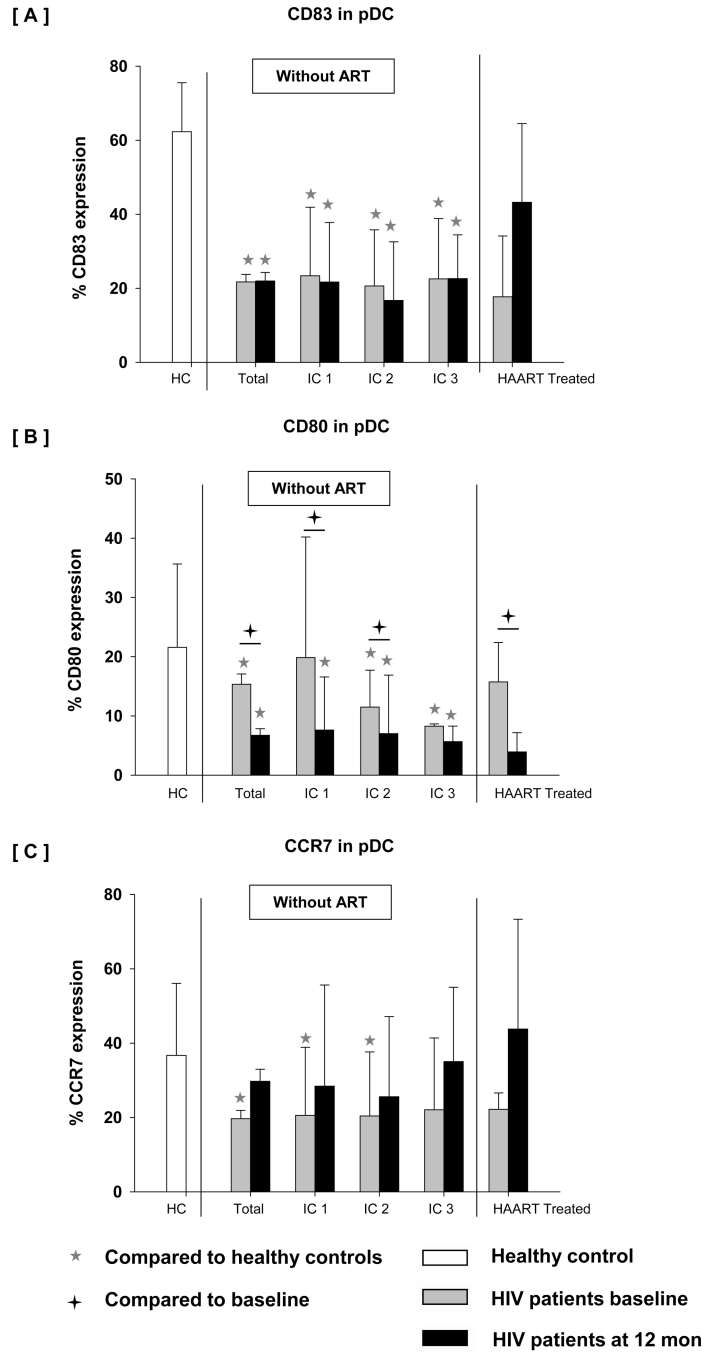 [ A ]
CD83 in pDC
Without ART
80
60
40
20
0
% CD83 expression
HC
Total
IC 1
IC 2
IC 3
HAART Treated
[ B ]
CD80 in pDC
Without ART
50
40
30
20
10
0
% CD80 expression
HC
Total
IC 1
IC 2
IC 3
HAART Treated
[ C ]
CCR7 in pDC
Without ART
80
60
40
20
0
% CCR7 expression
HC
Total
IC 1
IC 2
IC 3
HAART Treated
Compared to healthy controls
Compared to baseline
Healthy control
HIV patients baseline
HIV patients at 12 mon